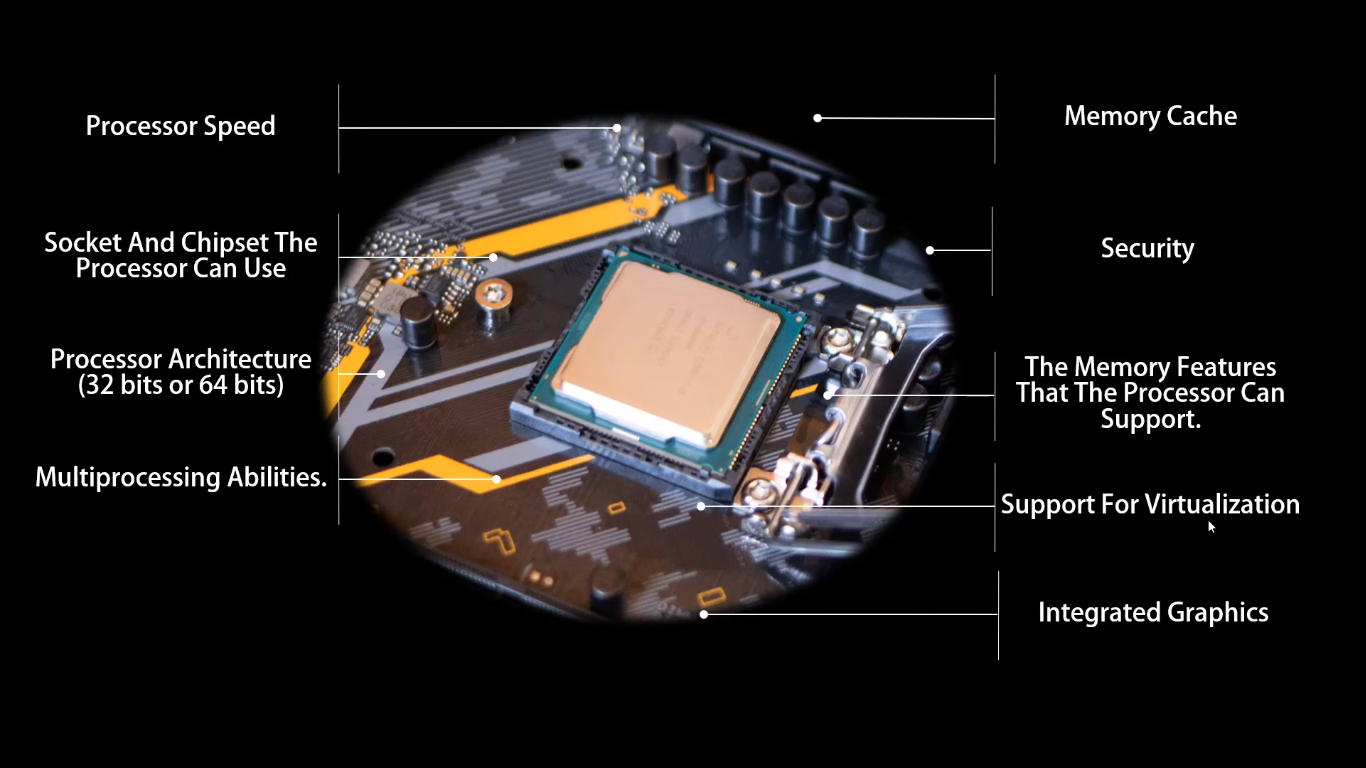 Processor Speed
Socket And Chipset The
Processor Can Use
Processor Architecture
(32 bits or 64 bits)
Multiprocessing Abilities.
Memory Cache
Security
The Memory Features
That The Processor Can
Support.
Support For Virtualization
Integrated Graphics